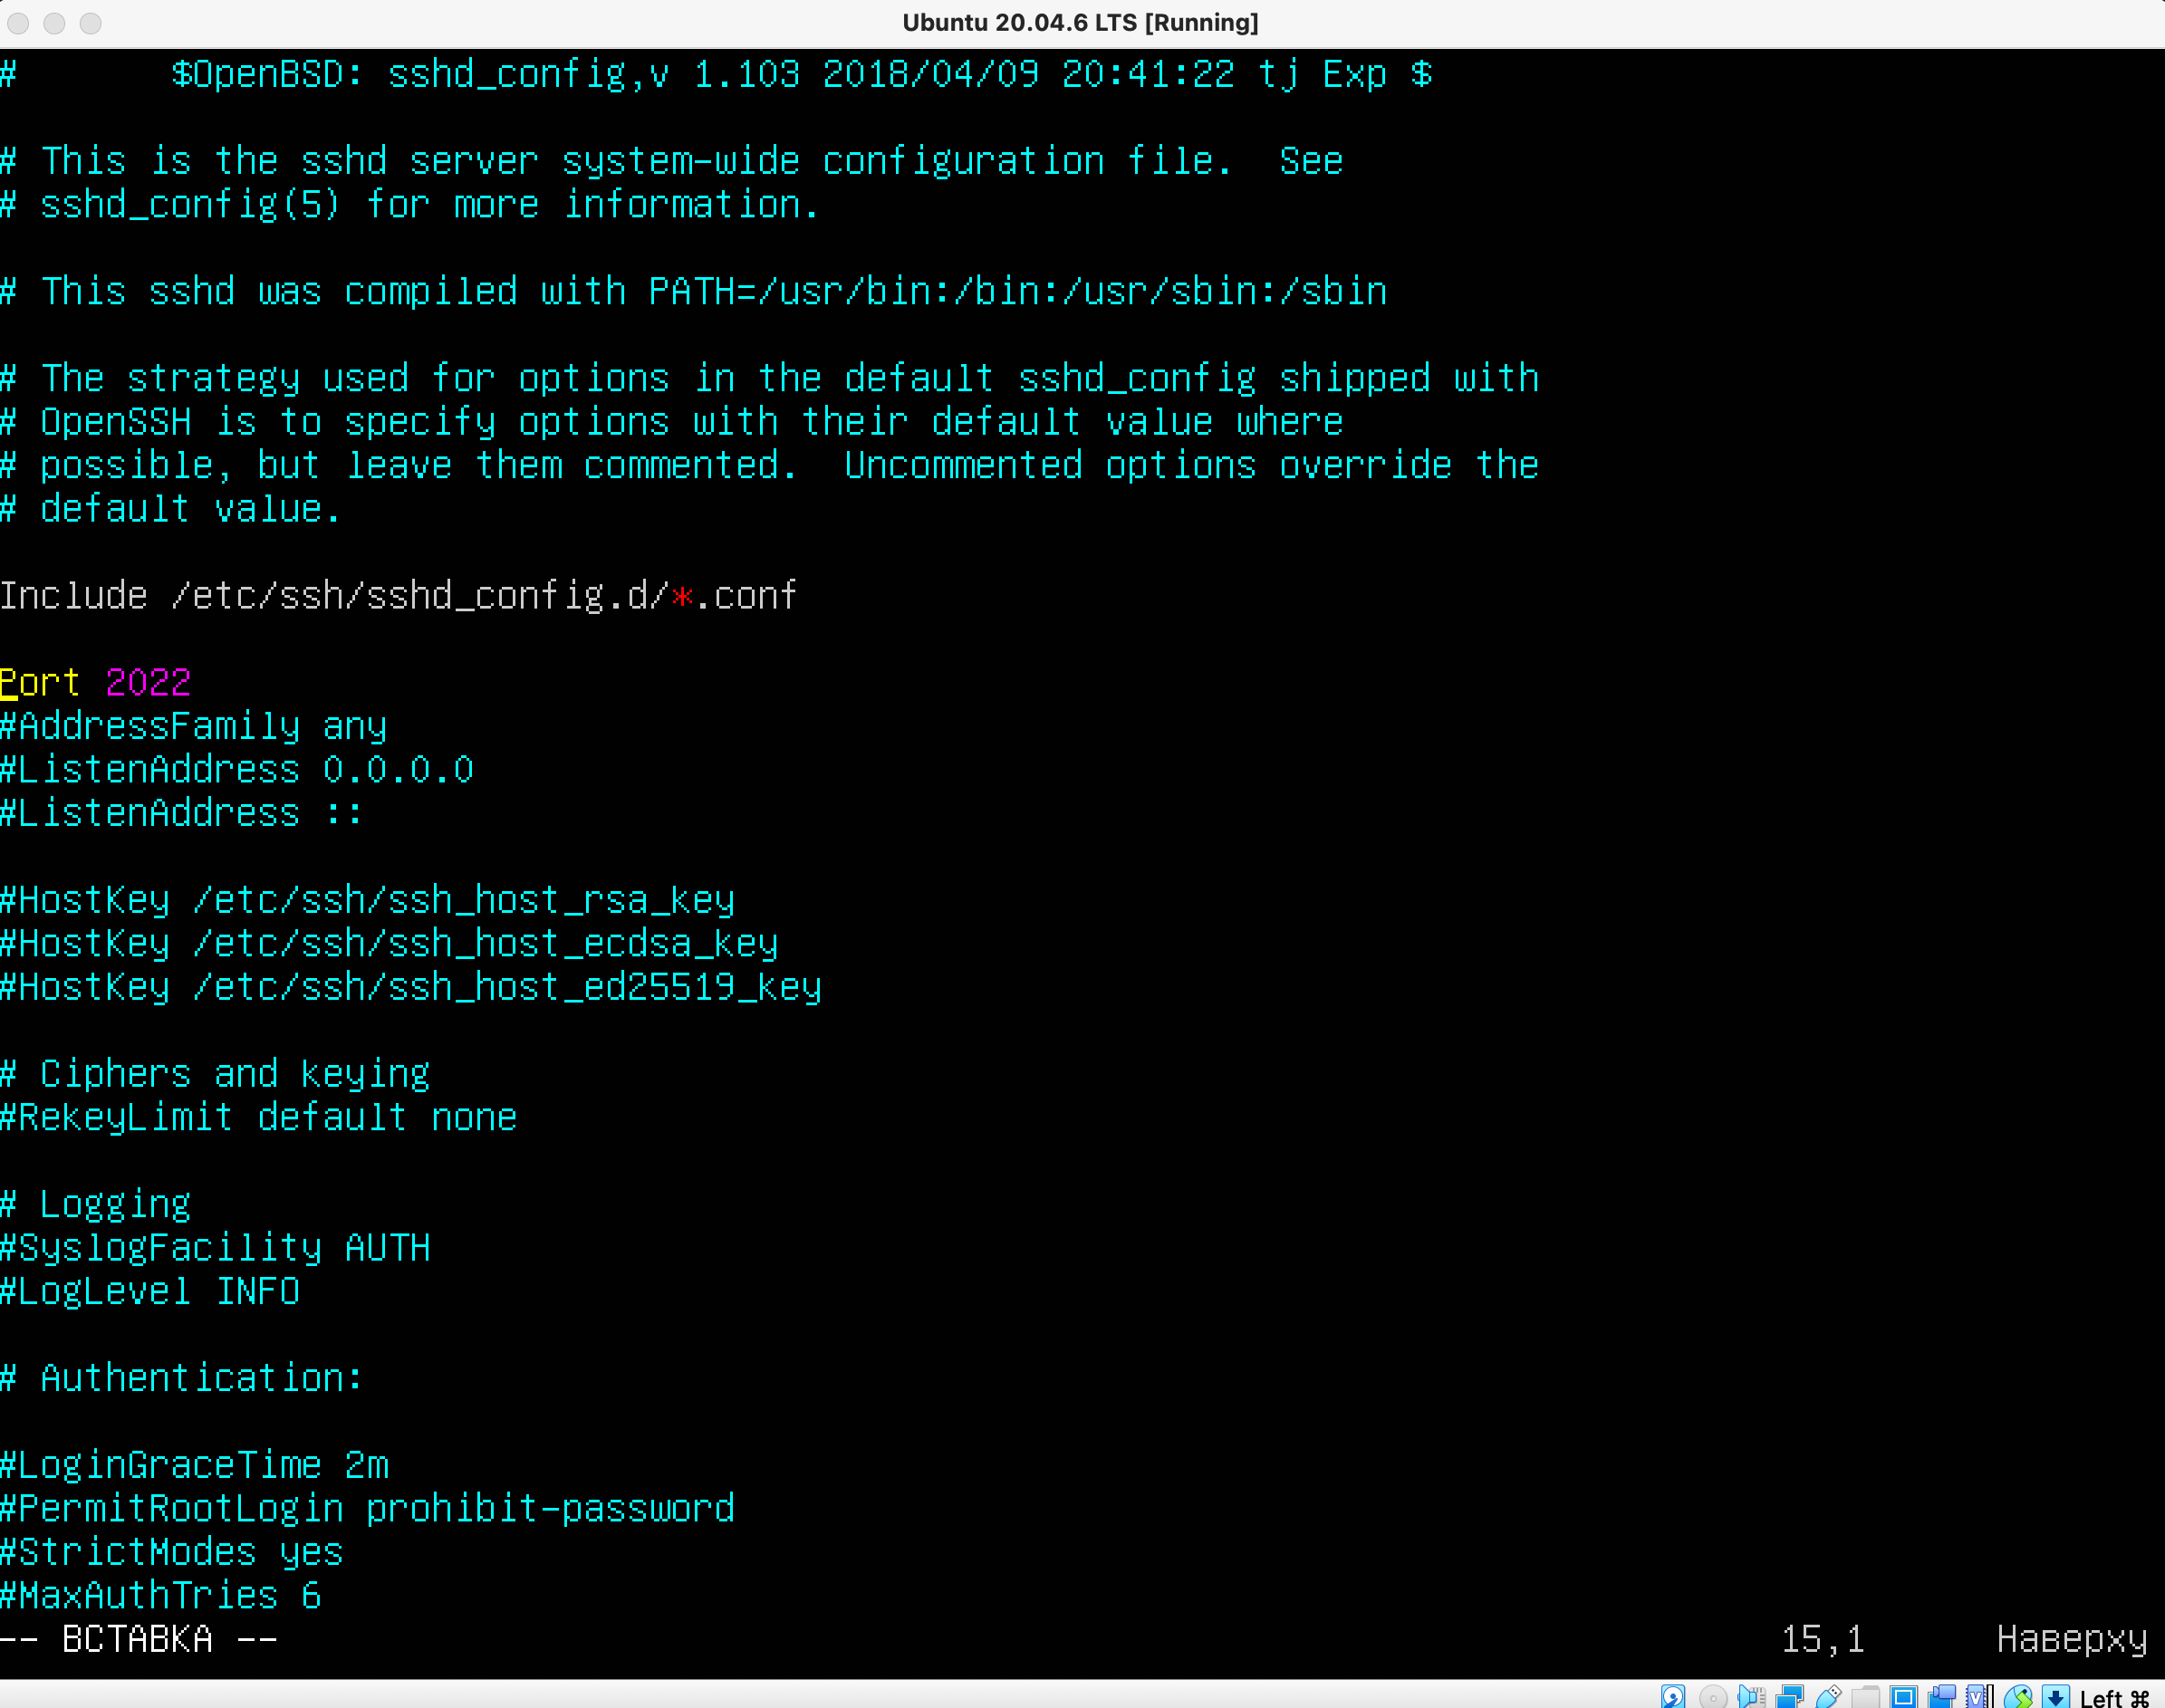 Ubuntu 20.04.6 LTS [Running]
#       $OpenBSD: sshd_config,v 1.103 2018/04/09 20:41:22 tj Exp $
# This is the sshd server system-wide configuration file.  See
# sshd_config(5) for more information.
# This sshd was compiled with PATH=/usr/bin:/bin:/usr/sbin:/sbin
# The strategy used for options in the default sshd_config shipped with
# OpenSSH is to specify options with their default value where
# possible, but leave them commented.  Uncommented options override the
# default value.
Include /etc/ssh/sshd_config.d/*.conf
Port 2022
#AddressFamily any
#ListenAddress 0.0.0.0
#ListenAddress ::
#HostKey /etc/ssh/ssh_host_rsa_key
#HostKey /etc/ssh/ssh_host_ecdsa_key
#HostKey /etc/ssh/ssh_host_ed25519_key
# Ciphers and keying
#RekeyLimit default none
# Logging
#SyslogFacility AUTH
#LogLevel INFO
# Authentication:
#LoginGraceTime 2m
#PermitRootLogin prohibit-password
#StrictModes yes
#MaxAuthTries 6
-- ВСТАВКА -- 15,1 Наверху
Left ⌘